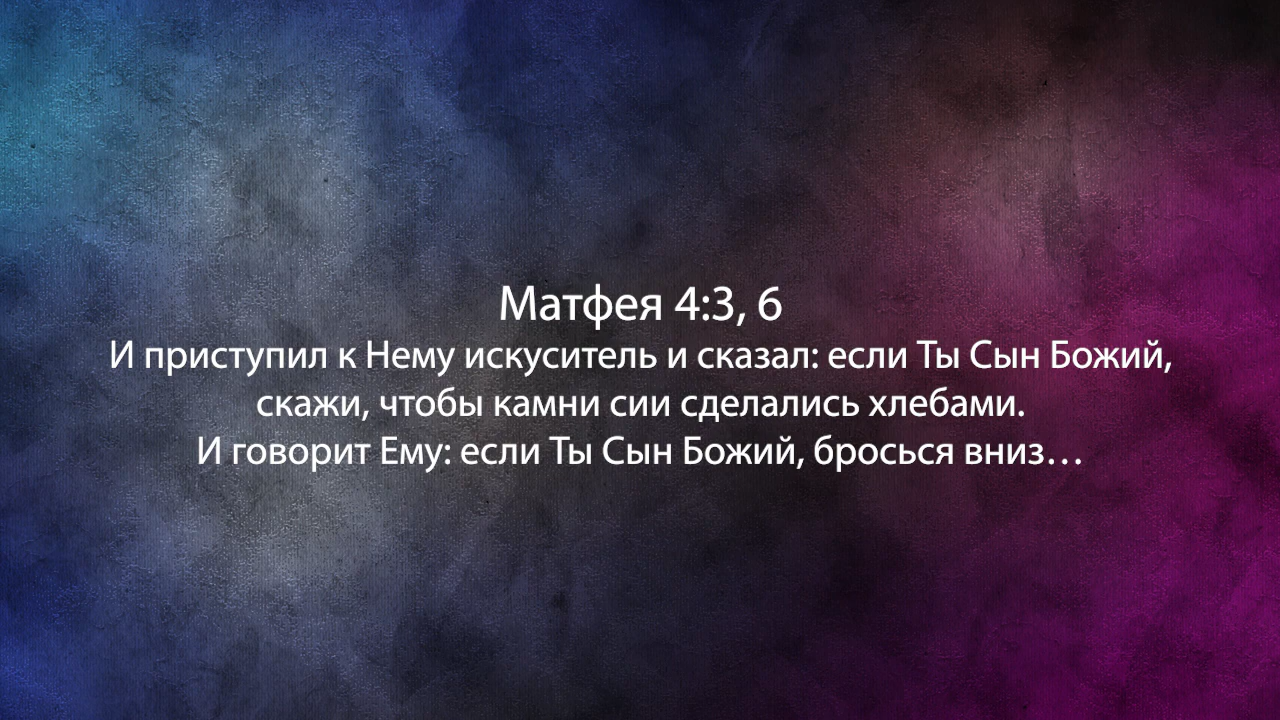 Матфея 4:3, 6
И приступил к Нему искуситель и сказал: если Ты Сын Божий,
скажи, чтобы камни сии сделались хлебами.
И говорит Ему: если Ты Сын Божий, бросься вниз…